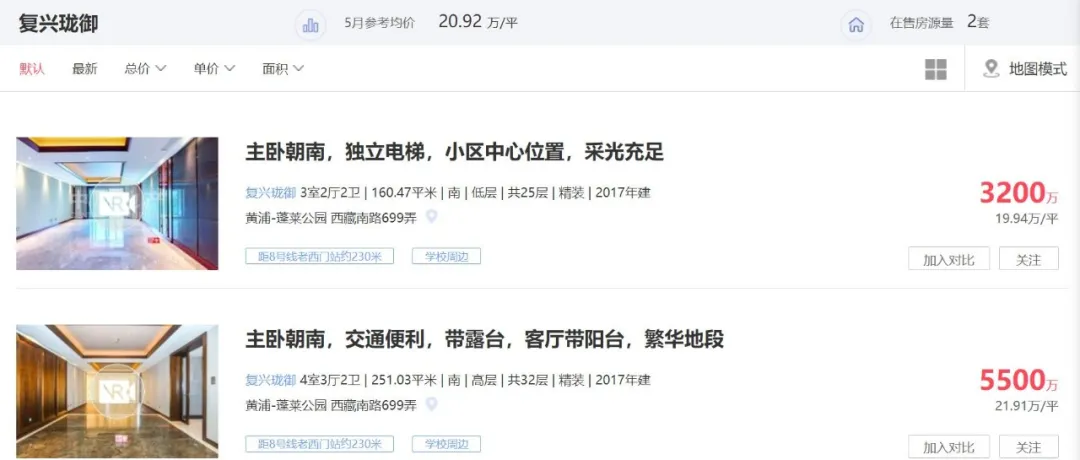 复兴珑御 5月参考均价 20.92 万/平 在售房源量 2套
默认 最新 总价 单价 面积 地图模式
主卧朝南，独立电梯，小区中心位置，采光充足
复兴珑御 3室2厅2卫 | 160.47平米 | 南 | 低层 | 共25层 | 精装 | 2017年建
3200万
黄浦-蓬莱公园 西藏南路699弄
19.94万/平
距8号线老西门站约230米 学校周边
加入对比 关注
VR
主卧朝南，交通便利，带露台，客厅带阳台，繁华地段
复兴珑御 4室3厅2卫 | 251.03平米 | 南 | 高层 | 共32层 | 精装 | 2017年建
5500万
黄浦-蓬莱公园 西藏南路699弄
21.91万/平
距8号线老西门站约230米 学校周边
加入对比 关注
VR